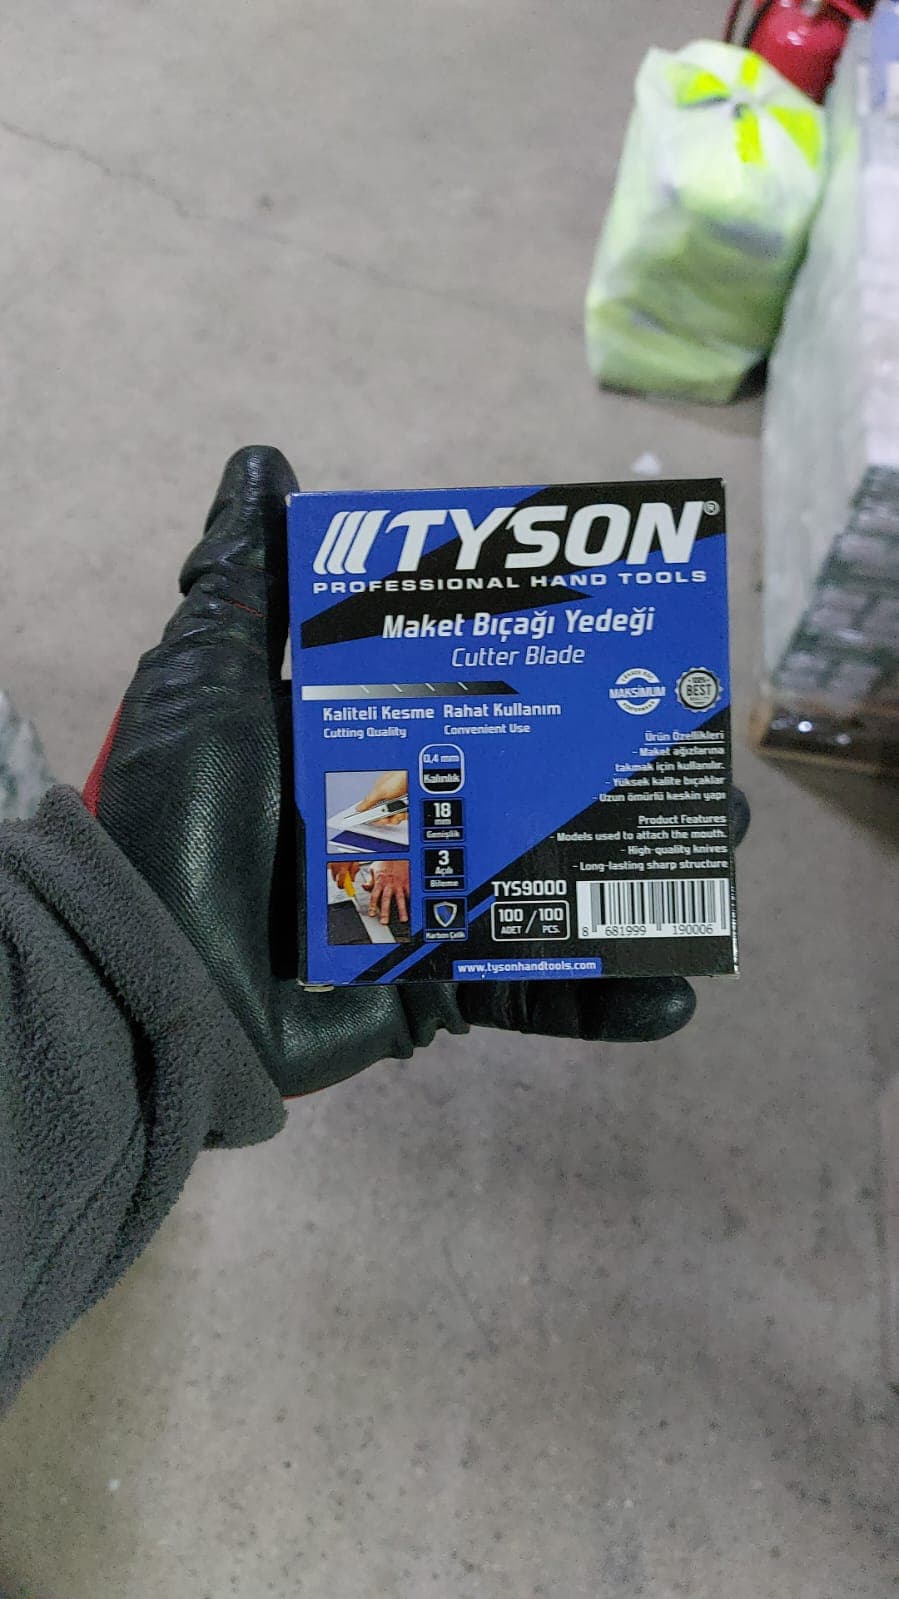 TYSON®
PROFESSIONAL HAND TOOLS
Maket Bıçağı Yedeği
Cutter Blade
MAKSİMUM
100%
BEST
Kaliteli Kesme
Cutting Quality
Rahat Kullanım
Convenient Use
0,4 mm
Kalınlık
18
mm
Genişlik
3
Açılı
Bileme
Karbon Çelik
Ürün Özellikleri
- Maket ağızlarına
takmak için kullanılır.
- Yüksek kalite bıçaklar
- Uzun ömürlü keskin yapı
Product Features
- Models used to attach the mouth.
- High-quality knives
- Long-lasting sharp structure
TYS9000
100 / 100
ADET PCS.
8 681999 190006
www.tysonhandtools.com